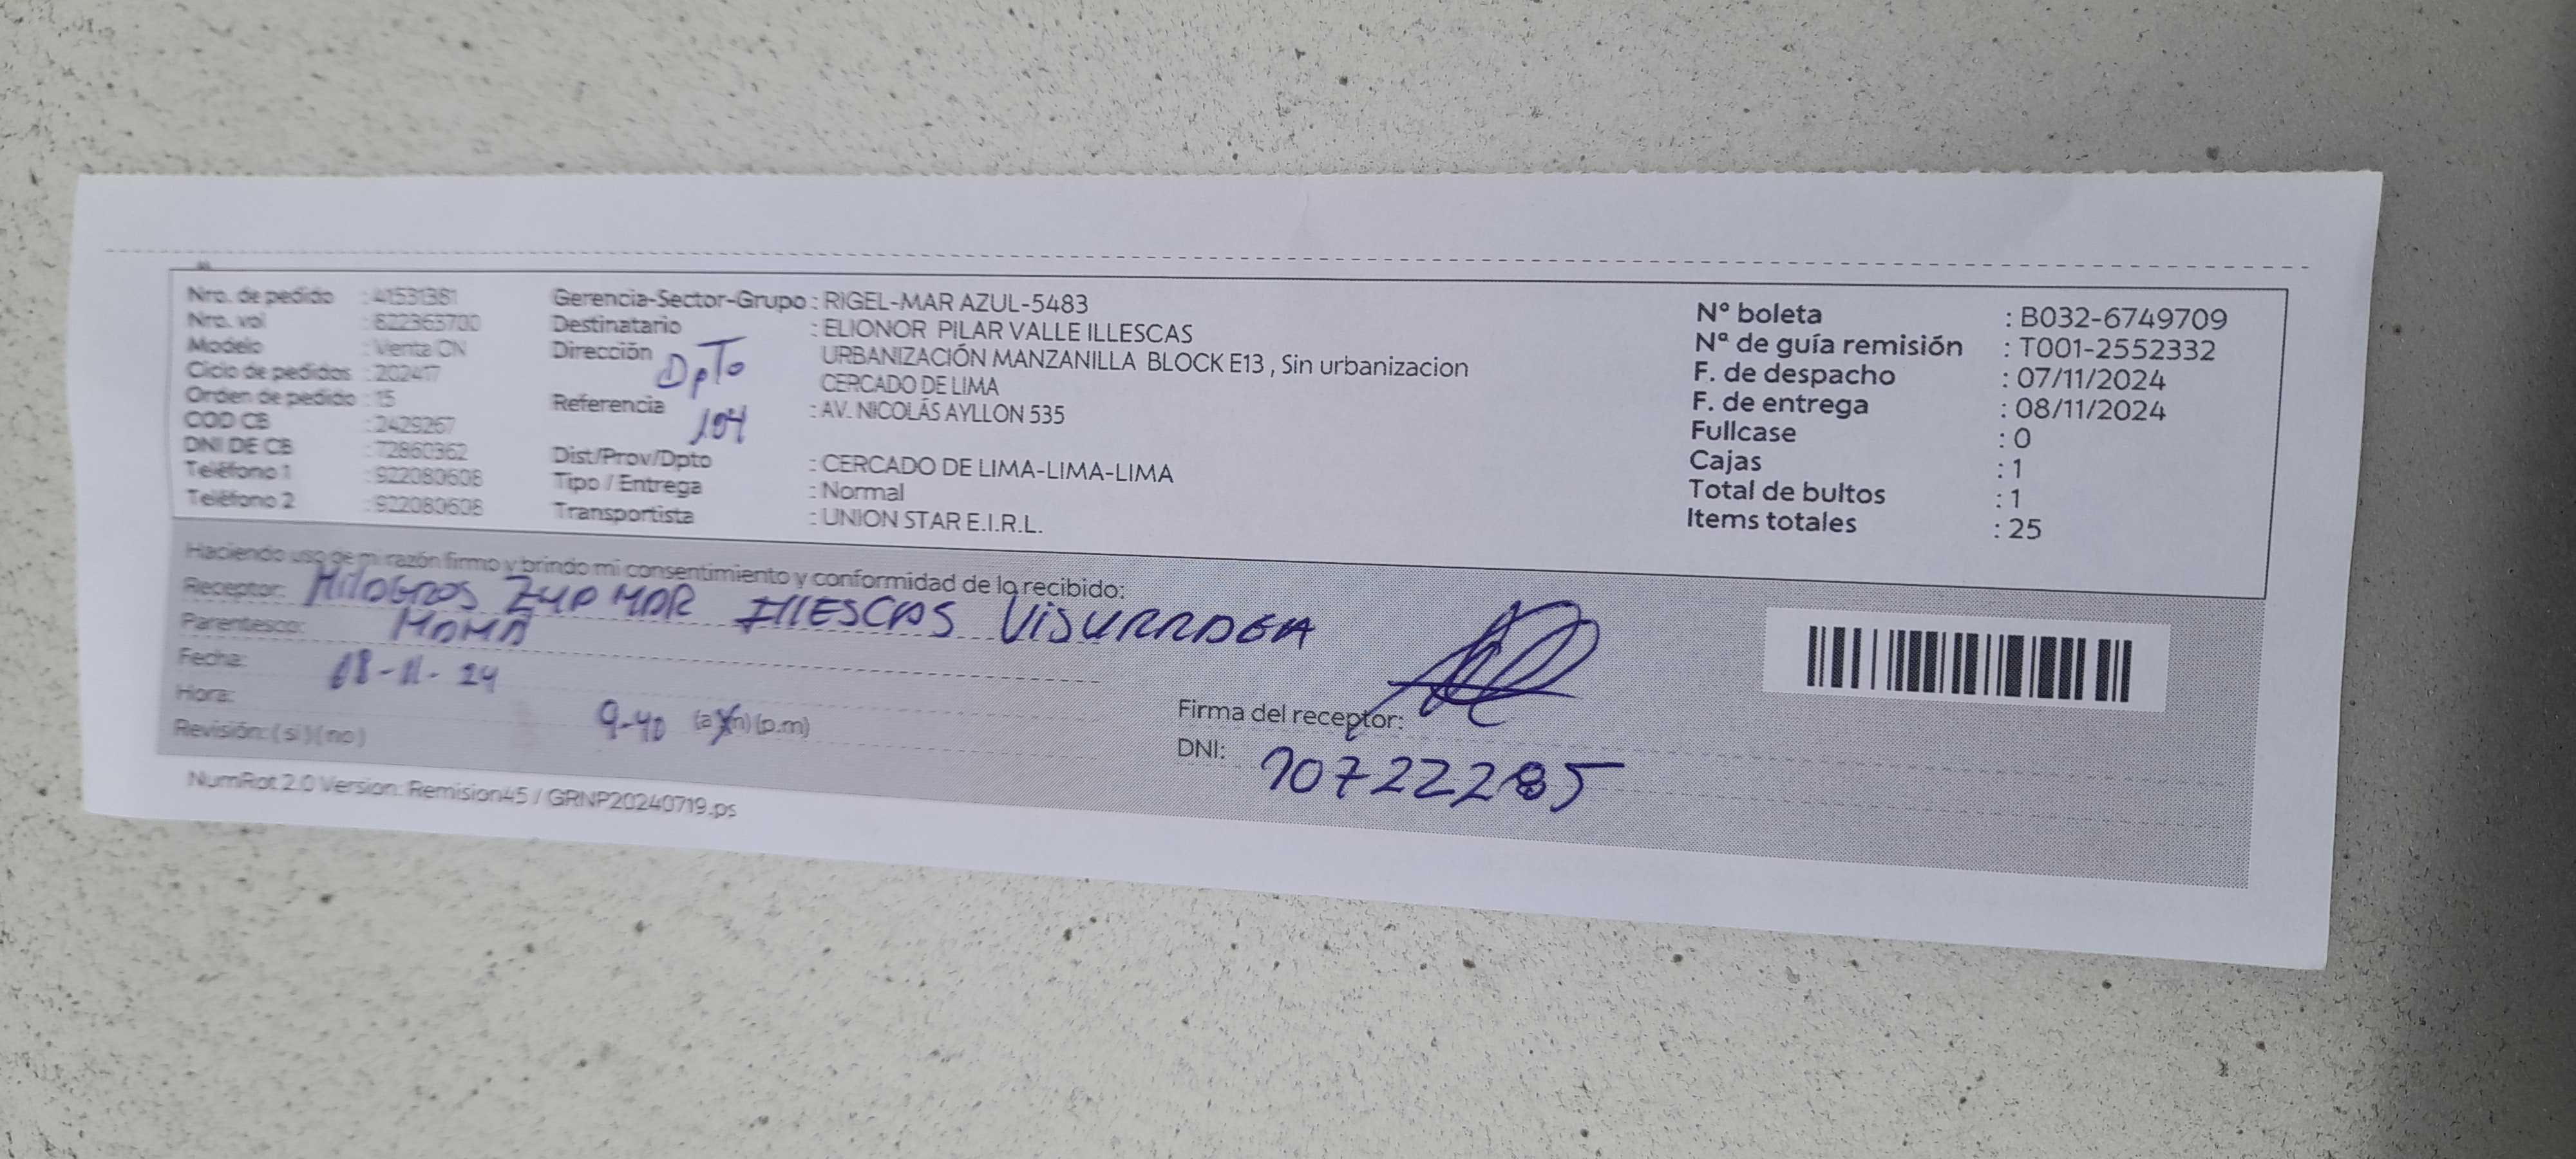 Nro. de pedido : 41531381
Nro. vol : 822363700
Modelo : Venta CN
Ciclo de pedidos : 202417
Orden de pedido : 15
COD CB : 2429267
DNI DE CB : 72860362
Teléfono 1 : 922080608
Teléfono 2 : 922080608
Gerencia-Sector-Grupo : RIGEL-MAR AZUL-5483
Destinatario : ELIONOR PILAR VALLE ILLESCAS
Dirección : URBANIZACIÓN MANZANILLA BLOCK E13 , Sin urbanizacion
DpTo
CERCADO DE LIMA
Referencia : AV. NICOLÁS AYLLON 535
104
Dist/Prov/Dpto : CERCADO DE LIMA-LIMA-LIMA
Tipo / Entrega : Normal
Transportista : UNION STAR E.I.R.L.
N° boleta : B032-6749709
Nª de guía remisión : T001-2552332
F. de despacho : 07/11/2024
F. de entrega : 08/11/2024
Fullcase : 0
Cajas : 1
Total de bultos : 1
Items totales : 25
Haciendo uso de mi razón firmo y brindo mi consentimiento y conformidad de lo recibido:
Receptor: Milagros ILLESCAS
Parentesco: MAMA
Fecha: 08-11-24
Hora: 9-40 (a.m) (p.m)
Revisión: ( si ) ( no )
Firma del receptor:
DNI: 10722285
NumRot 2.0 Version: Remision45 / GRNP20240719.ps